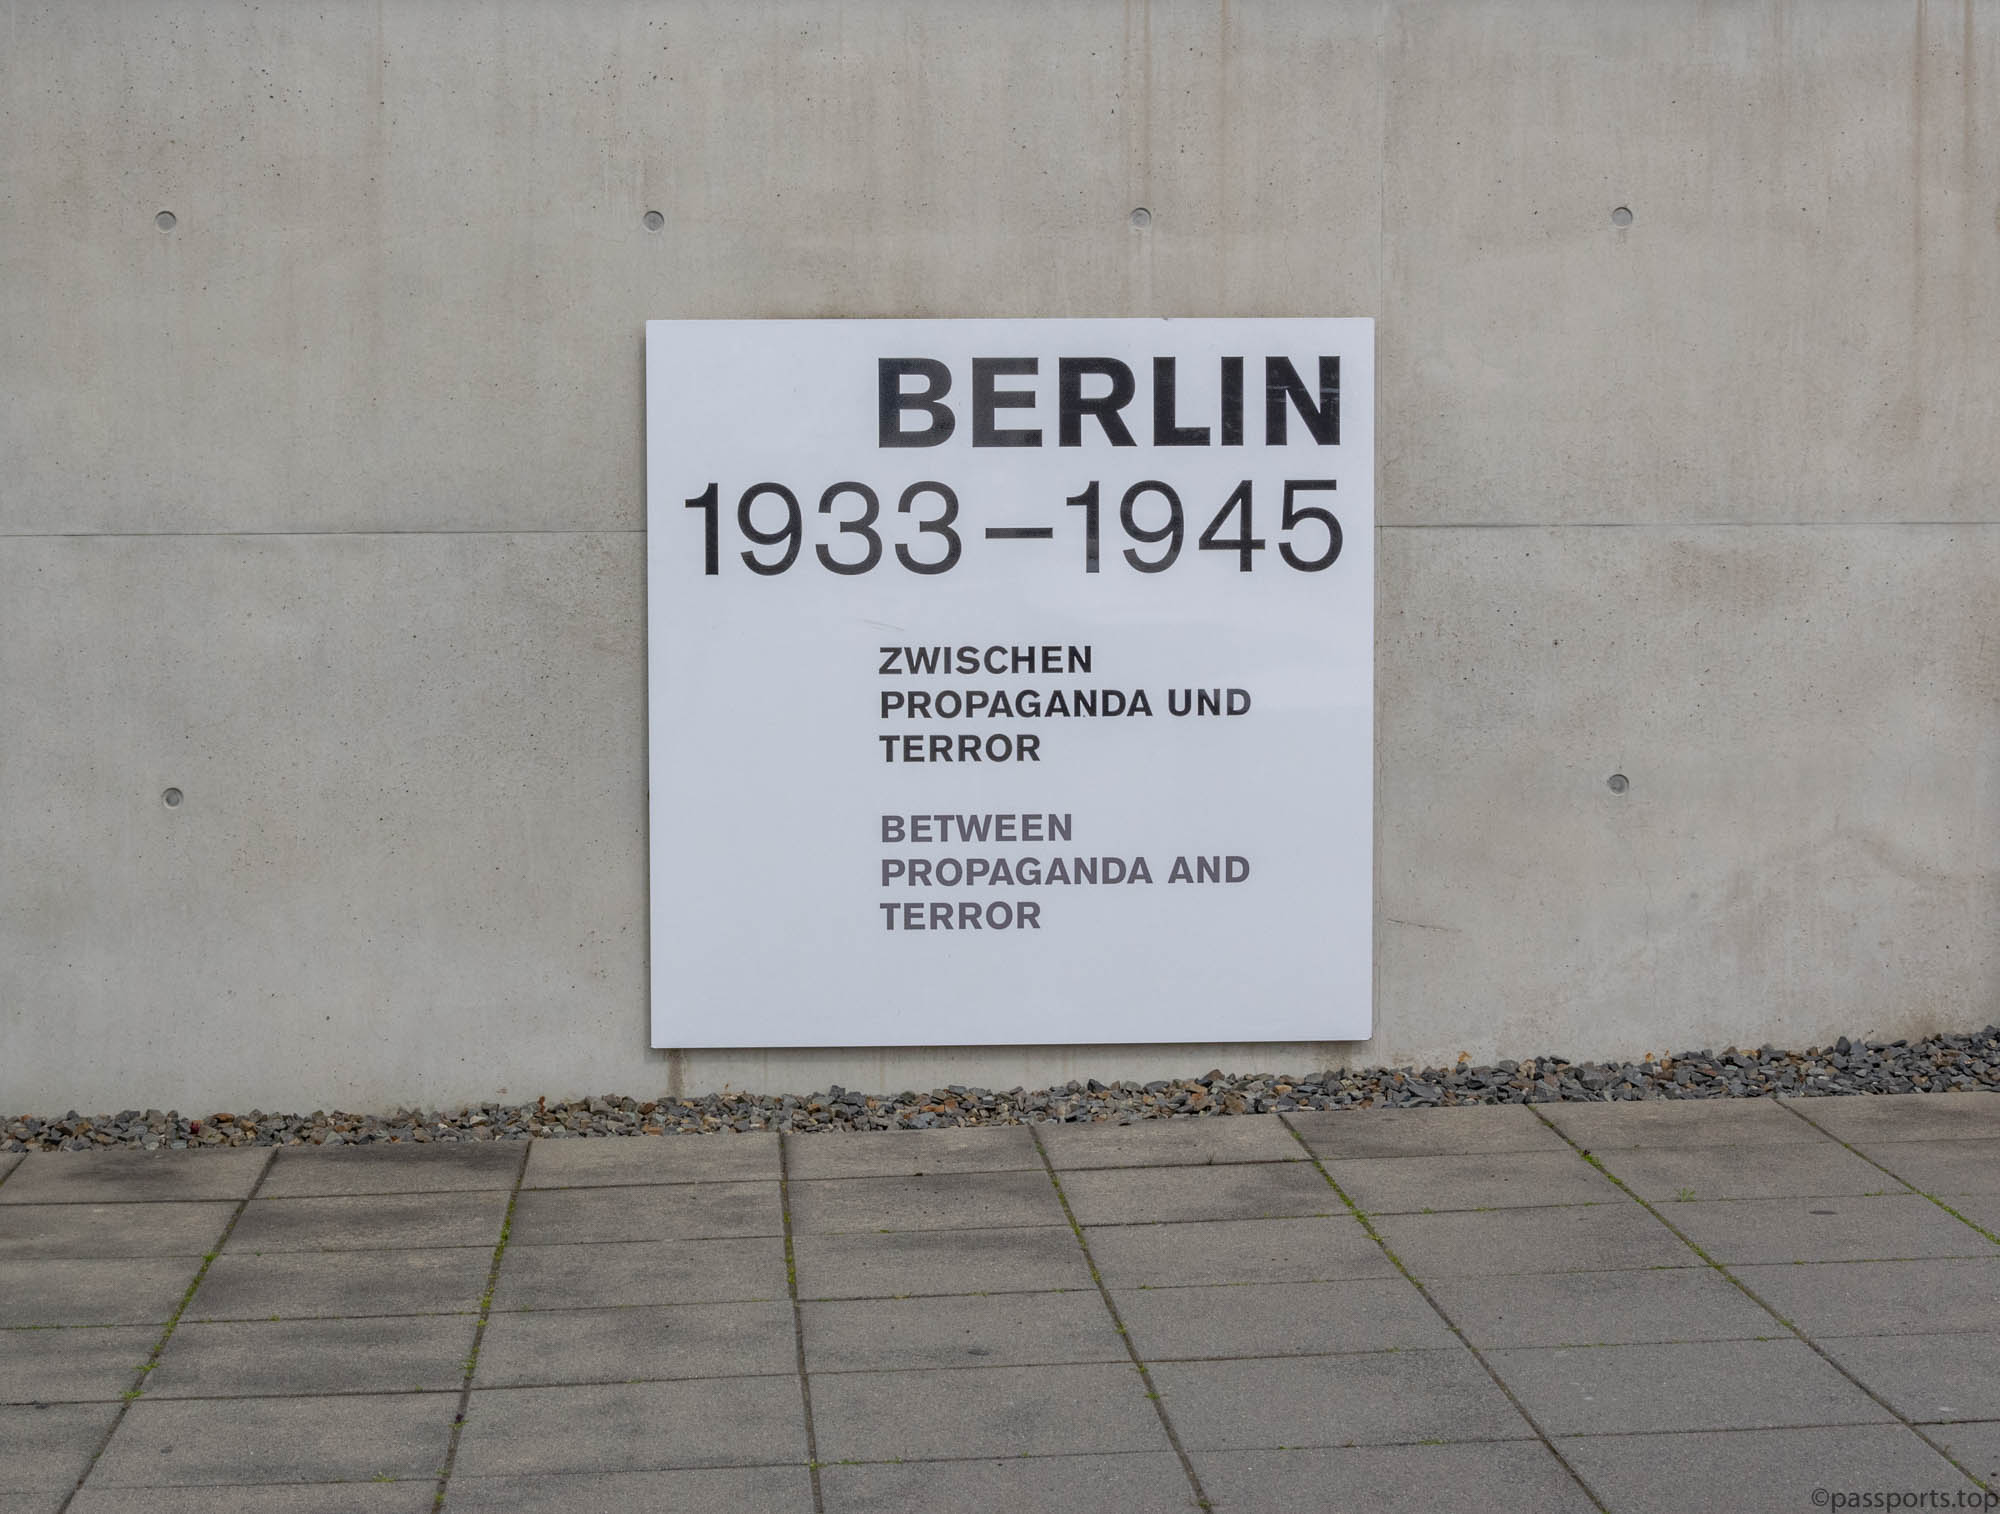 BERLIN
1933–1945
ZWISCHEN
PROPAGANDA UND
TERROR
BETWEEN
PROPAGANDA AND
TERROR
©passports.top